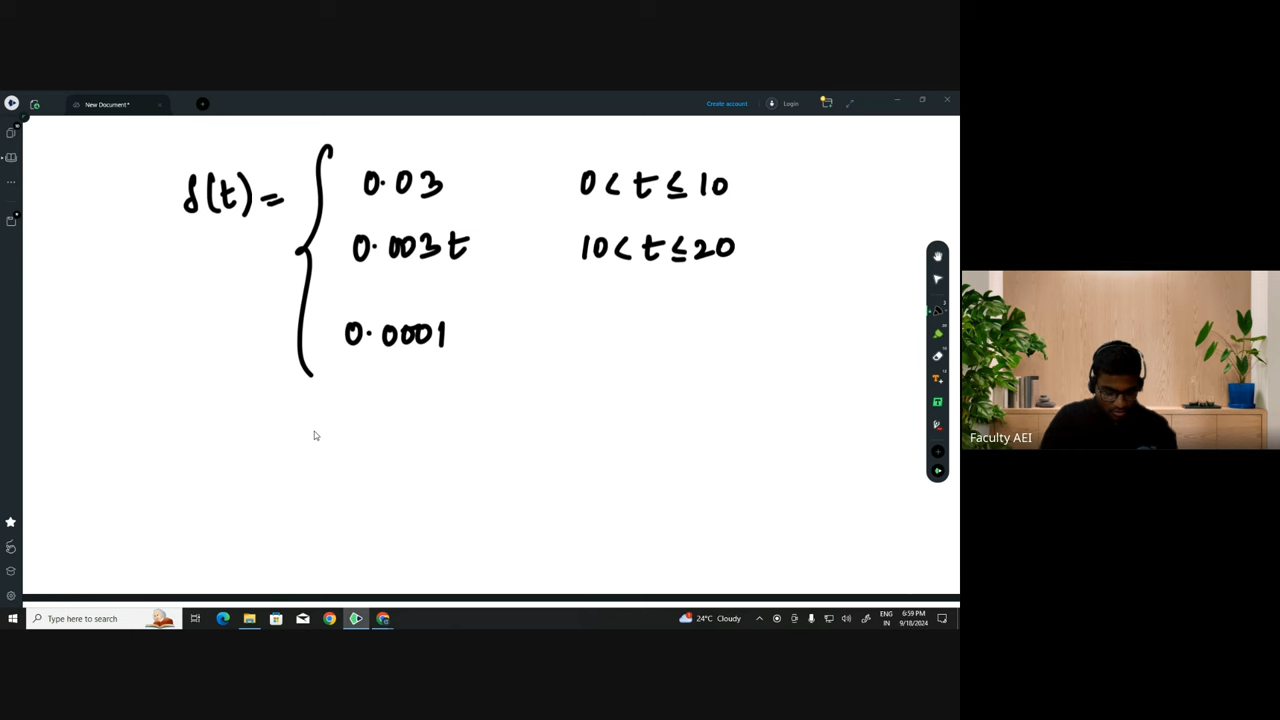 New Document*
Create account
Login
δ(t) = { 0.03 0 < t ≤ 10
0.003t 10 < t ≤ 20
0.0001
Faculty AEI
Type here to search
24°C Cloudy
ENG
IN
6:59 PM
9/18/2024